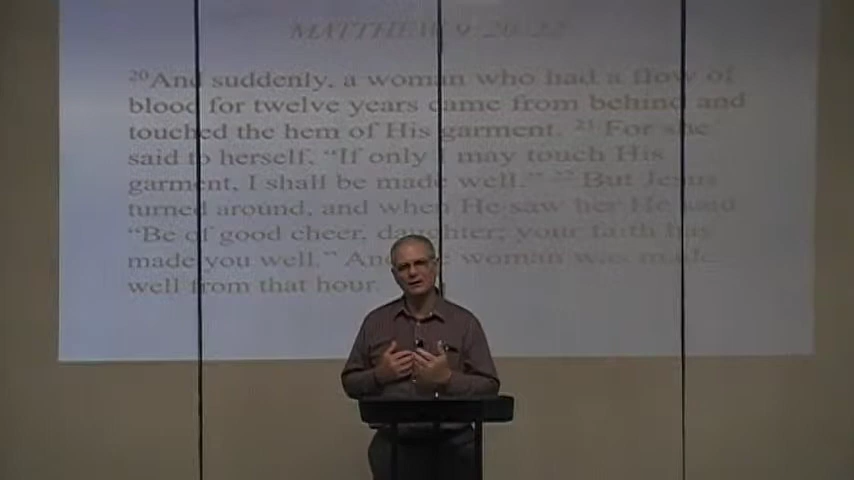 MATTHEW 9:20-22
20And suddenly, a woman who had a flow of
blood for twelve years came from behind and
touched the hem of His garment. 21 For she
said to herself, “If only I may touch His
garment, I shall be made well.” 22 But Jesus
turned around, and when He saw her He said
“Be of good cheer, daughter; your faith has
made you well.” And the woman was made
well from that hour.